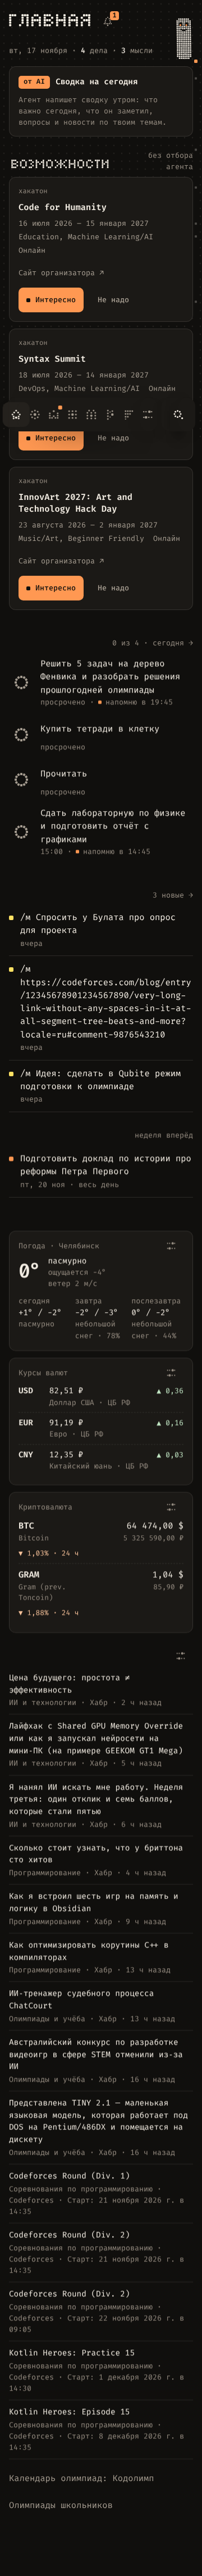 ГЛАВНАЯ
1
вт, 17 ноября · 4 дела · 3 мысли
от AI Сводка на сегодня
Агент напишет сводку утром: что
важно сегодня, что он заметил,
вопросы и новости по твоим темам.
ВОЗМОЖНОСТИ
без отбора
агента
хакатон
Code for Humanity
16 июля 2026 – 15 января 2027
Education, Machine Learning/AI
Онлайн
Сайт организатора ↗
Интересно Не надо
хакатон
Syntax Summit
18 июля 2026 – 14 января 2027
DevOps, Machine Learning/AI Онлайн
Интересно Не надо
хакатон
InnovArt 2027: Art and
Technology Hack Day
23 августа 2026 – 2 января 2027
Music/Art, Beginner Friendly Онлайн
Сайт организатора ↗
Интересно Не надо
0 из 4 · сегодня →
Решить 5 задач на дерево
Фенвика и разобрать решения
прошлогодней олимпиады
просрочено · напомню в 19:45
Купить тетради в клетку
просрочено
Прочитать
просрочено
Сдать лабораторную по физике
и подготовить отчёт с
графиками
15:00 · напомню в 14:45
3 новые →
/м Спросить у Булата про опрос
для проекта
вчера
/м
https://codeforces.com/blog/entry
/12345678901234567890/very-long-
link-without-any-spaces-in-it-at-
all-segment-tree-beats-and-more?
locale=ru#comment-9876543210
вчера
/м Идея: сделать в Qubite режим
подготовки к олимпиаде
вчера
неделя вперёд
Подготовить доклад по истории про
реформы Петра Первого
пт, 20 ноя · весь день
Погода · Челябинск
0°
пасмурно
ощущается −4°
ветер 2 м/с
сегодня завтра послезавтра
+1° / −2° −2° / −3° 0° / −2°
пасмурно небольшой небольшой
снег · 78% снег · 44%
Курсы валют
USD 82,51 ₽ ▲ 0,36
Доллар США · ЦБ РФ
EUR 91,19 ₽ ▲ 0,16
Евро · ЦБ РФ
CNY 12,35 ₽ ▲ 0,03
Китайский юань · ЦБ РФ
Криптовалюта
BTC 64 474,00 $
Bitcoin 5 325 590,00 ₽
▼ 1,03% · 24 ч
GRAM 1,04 $
Gram (prev. 85,90 ₽
Toncoin)
▼ 1,88% · 24 ч
Цена будущего: простота ≠
эффективность
ИИ и технологии · Хабр · 2 ч назад
Лайфхак с Shared GPU Memory Override
или как я запускал нейросети на
мини-ПК (на примере GEEKOM GT1 Mega)
ИИ и технологии · Хабр · 5 ч назад
Я нанял ИИ искать мне работу. Неделя
третья: один отклик и семь баллов,
которые стали пятью
ИИ и технологии · Хабр · 6 ч назад
Сколько стоит узнать, что у бриттона
сто хитов
Программирование · Хабр · 4 ч назад
Как я встроил шесть игр на память и
логику в Obsidian
Программирование · Хабр · 9 ч назад
Как оптимизировать корутины C++ в
компиляторах
Программирование · Хабр · 13 ч назад
ИИ-тренажер судебного процесса
ChatCourt
Олимпиады и учёба · Хабр · 13 ч назад
Австралийский конкурс по разработке
видеоигр в сфере STEM отменили из-за
ИИ
Олимпиады и учёба · Хабр · 16 ч назад
Представлена TINY 2.1 — маленькая
языковая модель, которая работает под
DOS на Pentium/486DX и помещается на
дискету
Олимпиады и учёба · Хабр · 16 ч назад
Codeforces Round (Div. 1)
Соревнования по программированию ·
Codeforces · Старт: 21 ноября 2026 г. в
14:35
Codeforces Round (Div. 2)
Соревнования по программированию ·
Codeforces · Старт: 21 ноября 2026 г. в
14:35
Codeforces Round (Div. 2)
Соревнования по программированию ·
Codeforces · Старт: 22 ноября 2026 г. в
09:05
Kotlin Heroes: Practice 15
Соревнования по программированию ·
Codeforces · Старт: 1 декабря 2026 г. в
14:30
Kotlin Heroes: Episode 15
Соревнования по программированию ·
Codeforces · Старт: 8 декабря 2026 г. в
14:35
Календарь олимпиад: Кодолимп
Олимпиады школьников